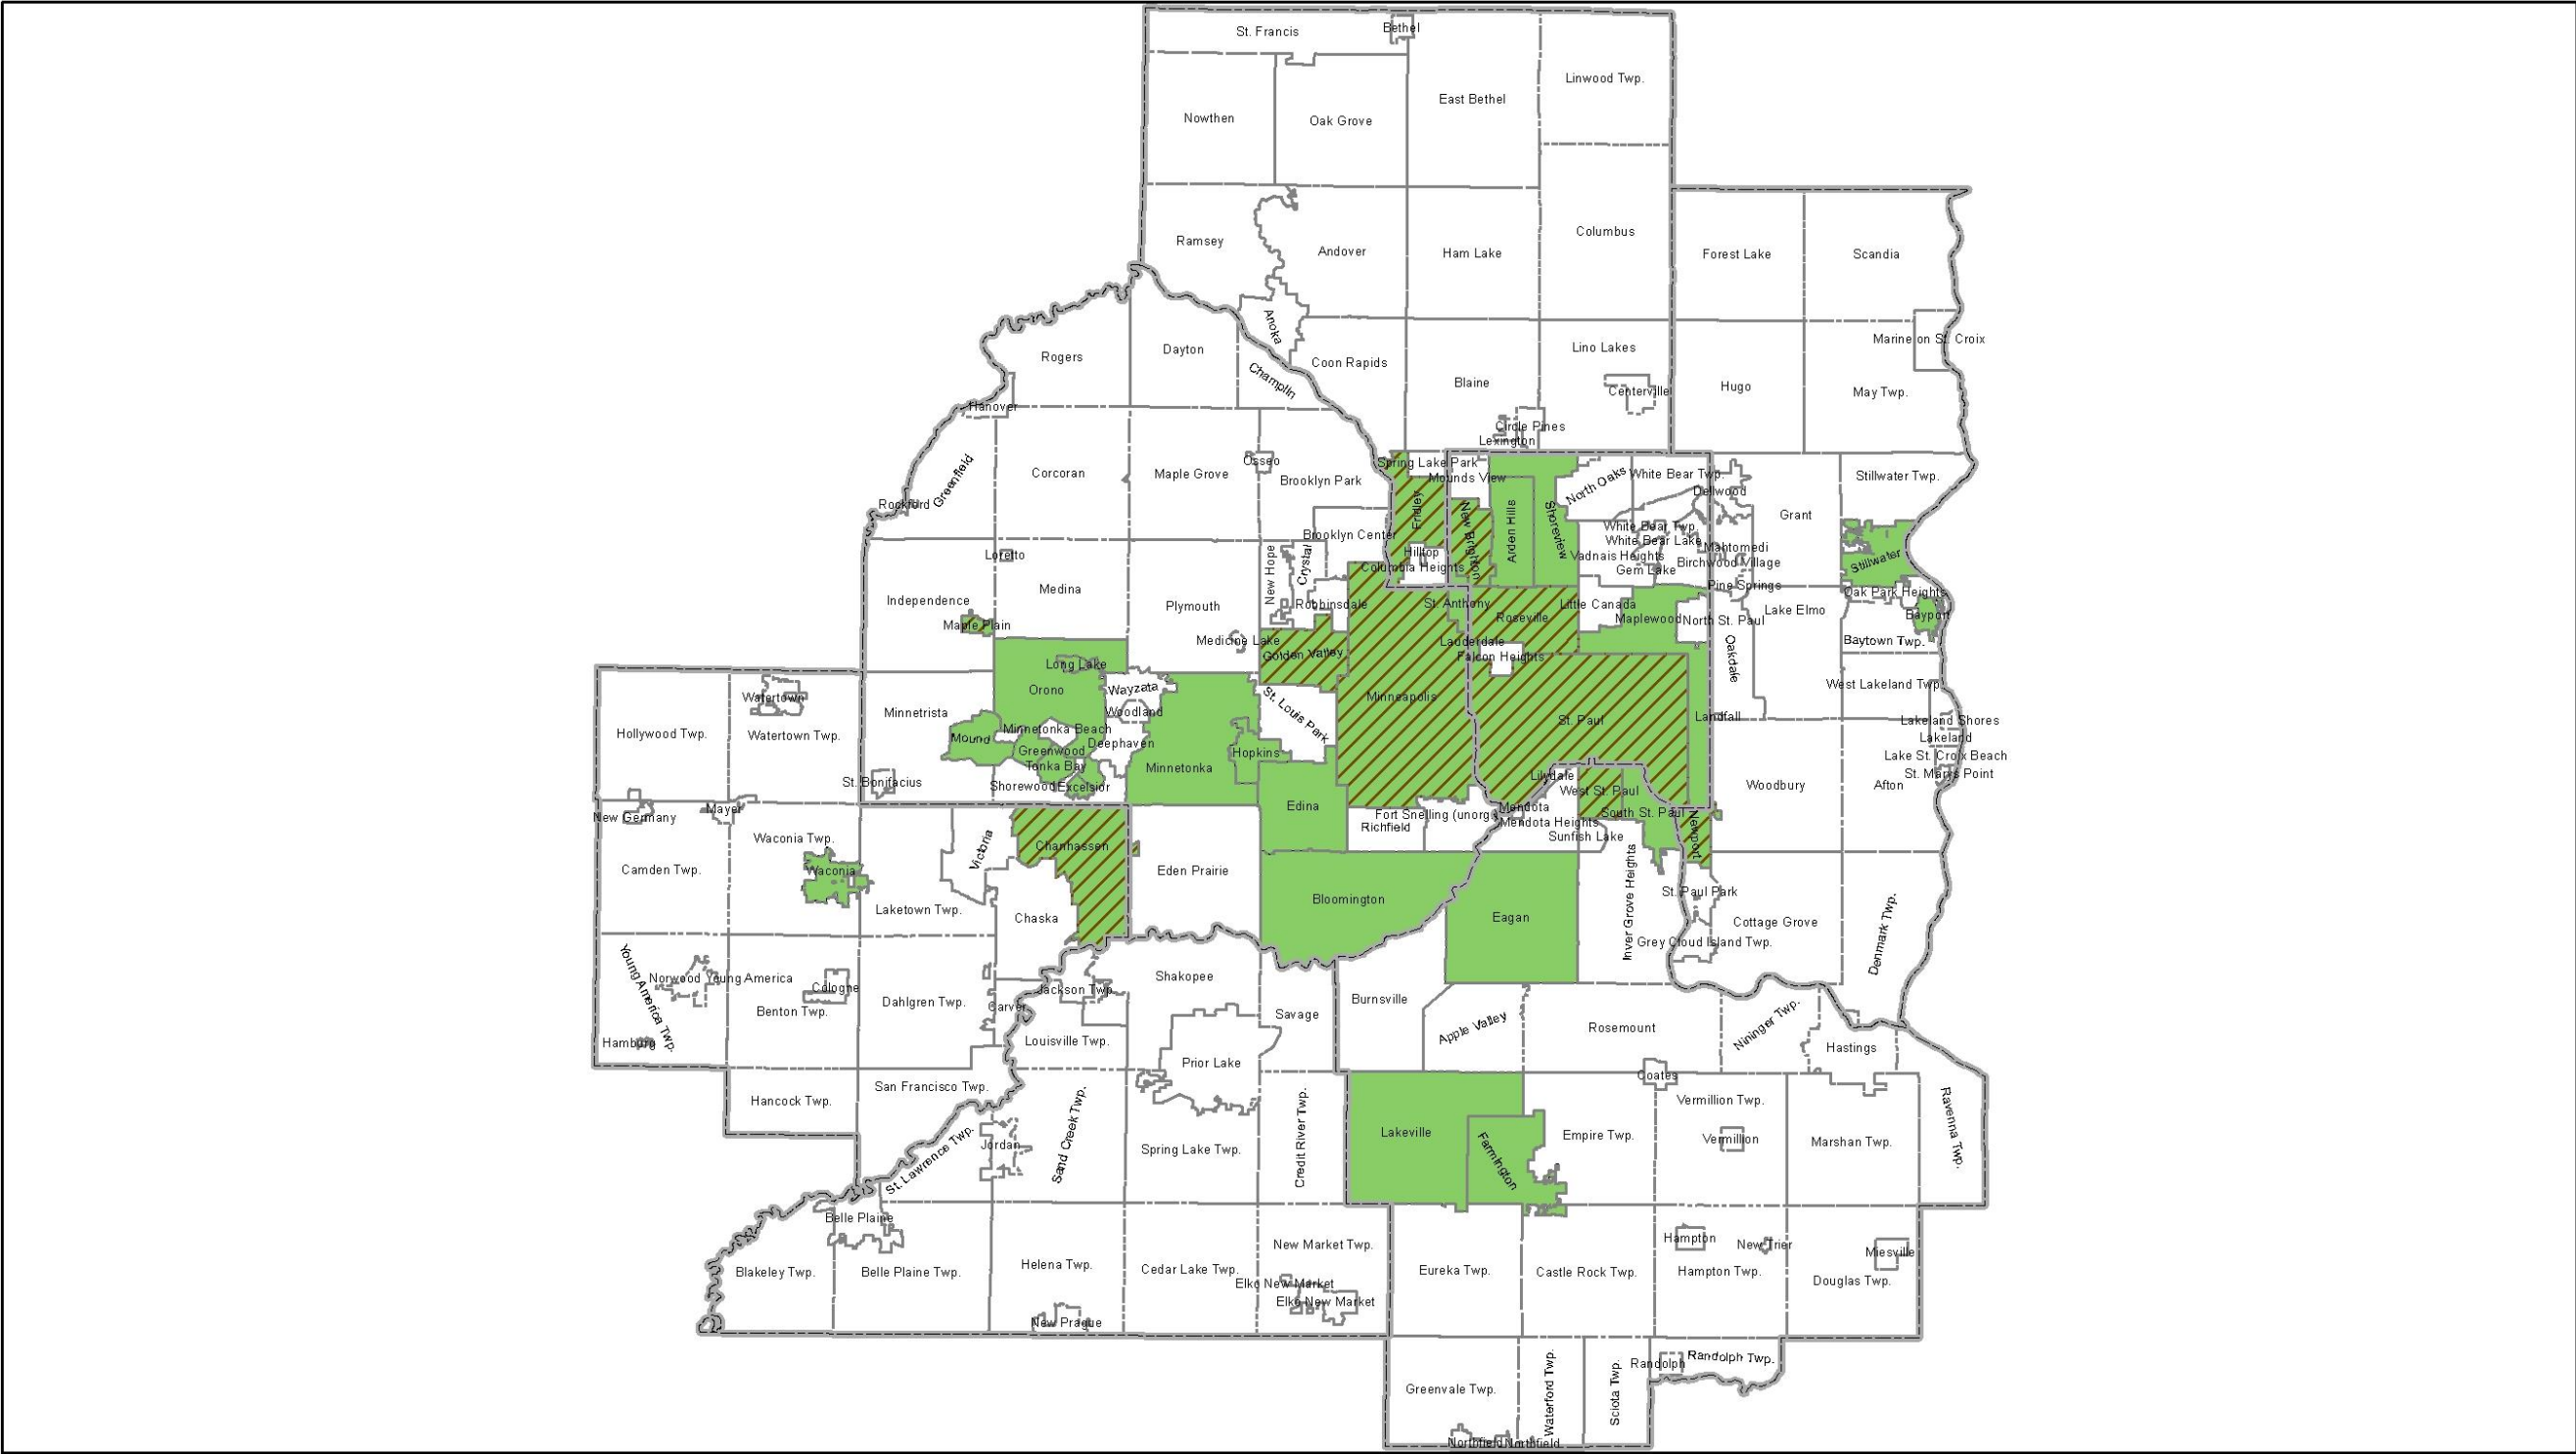 St. Francis
Bethel
Linwood Twp.
East Bethel
Nowthen
Oak Grove
Columbus
Ramsey
Andover
Ham Lake
Forest Lake
Scandia
Anoka
Marine on St. Croix
Rogers
Dayton
Coon Rapids
Lino Lakes
Champlin
Blaine
Centerville
Hugo
May Twp.
Hanover
Circle Pines
Lexington
Greenfield
Corcoran
Maple Grove
Osseo
Brooklyn Park
Spring Lake Park
Mounds View
North Oaks
White Bear Twp.
Dellwood
Stillwater Twp.
Rockford
Fridley
New Brighton
Arden Hills
Shoreview
Grant
White Bear Twp.
White Bear Lake
Brooklyn Center
Loretto
New Hope
Crystal
Hilltop
Columbia Heights
Vadnais Heights
Gem Lake
Mahtomedi
Birchwood Village
Stillwater
Medina
Independence
Plymouth
Robbinsdale
St. Anthony
Roseville
Little Canada
Pine Springs
Oak Park Heights
Maple Plain
Maplewood
North St. Paul
Lake Elmo
Bayport
Medicine Lake
Golden Valley
Lauderdale
Falcon Heights
Oakdale
Baytown Twp.
Long Lake
Orono
Wayzata
Woodland
St. Louis Park
Minneapolis
St. Paul
West Lakeland Twp.
Landfall
Lakeland Shores
Lakeland
Lake St. Croix Beach
St. Marys Point
Watertown
Hollywood Twp.
Watertown Twp.
Minnetrista
Mound
Minnetonka Beach
Greenwood
Deephaven
Tonka Bay
Shorewood
Excelsior
Minnetonka
Hopkins
Edina
St. Bonifacius
Lilydale
West St. Paul
South St. Paul
Woodbury
Afton
New Germany
Mayer
Waconia Twp.
Victoria
Chanhassen
Fort Snelling (unorg.)
Richfield
Mendota
Mendota Heights
Sunfish Lake
Newport
Camden Twp.
Waconia
Eden Prairie
Laketown Twp.
Chaska
Bloomington
Eagan
Inver Grove Heights
St. Paul Park
Cottage Grove
Grey Cloud Island Twp.
Denmark Twp.
Young America Twp.
Norwood Young America
Cologne
Benton Twp.
Dahlgren Twp.
Carver
Jackson Twp.
Shakopee
Burnsville
Savage
Apple Valley
Rosemount
Nininger Twp.
Hastings
Hamburg
Louisville Twp.
Prior Lake
Hancock Twp.
San Francisco Twp.
Coates
Vermillion Twp.
Ravenna Twp.
St. Lawrence Twp.
Jordan
Sand Creek Twp.
Spring Lake Twp.
Credit River Twp.
Lakeville
Farmington
Empire Twp.
Vermillion
Marshan Twp.
Belle Plaine
Blakeley Twp.
Belle Plaine Twp.
Helena Twp.
Cedar Lake Twp.
New Market Twp.
Elko New Market
Elko New Market
New Prague
Eureka Twp.
Castle Rock Twp.
Hampton
New Trier
Hampton Twp.
Miesville
Douglas Twp.
Greenvale Twp.
Waterford Twp.
Sciota Twp.
Randolph
Randolph Twp.
Northfield
Northfield